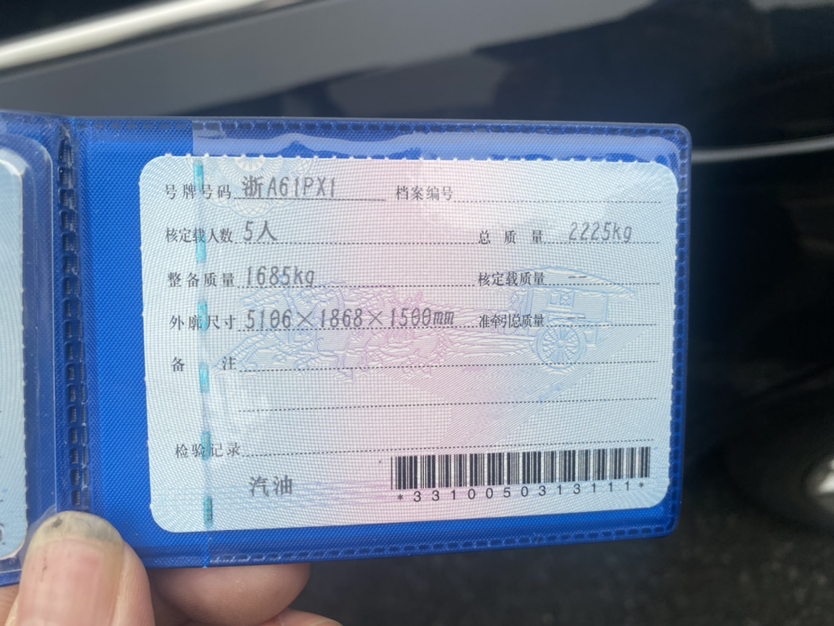 号牌号码 浙A61PX1 档案编号
核定载人数 5人 总质量 2225kg
整备质量 1685kg 核定载质量 --
外廓尺寸 5106×1868×1500mm 准牵引总质量
备注
检验记录
汽油
*3310050313111*